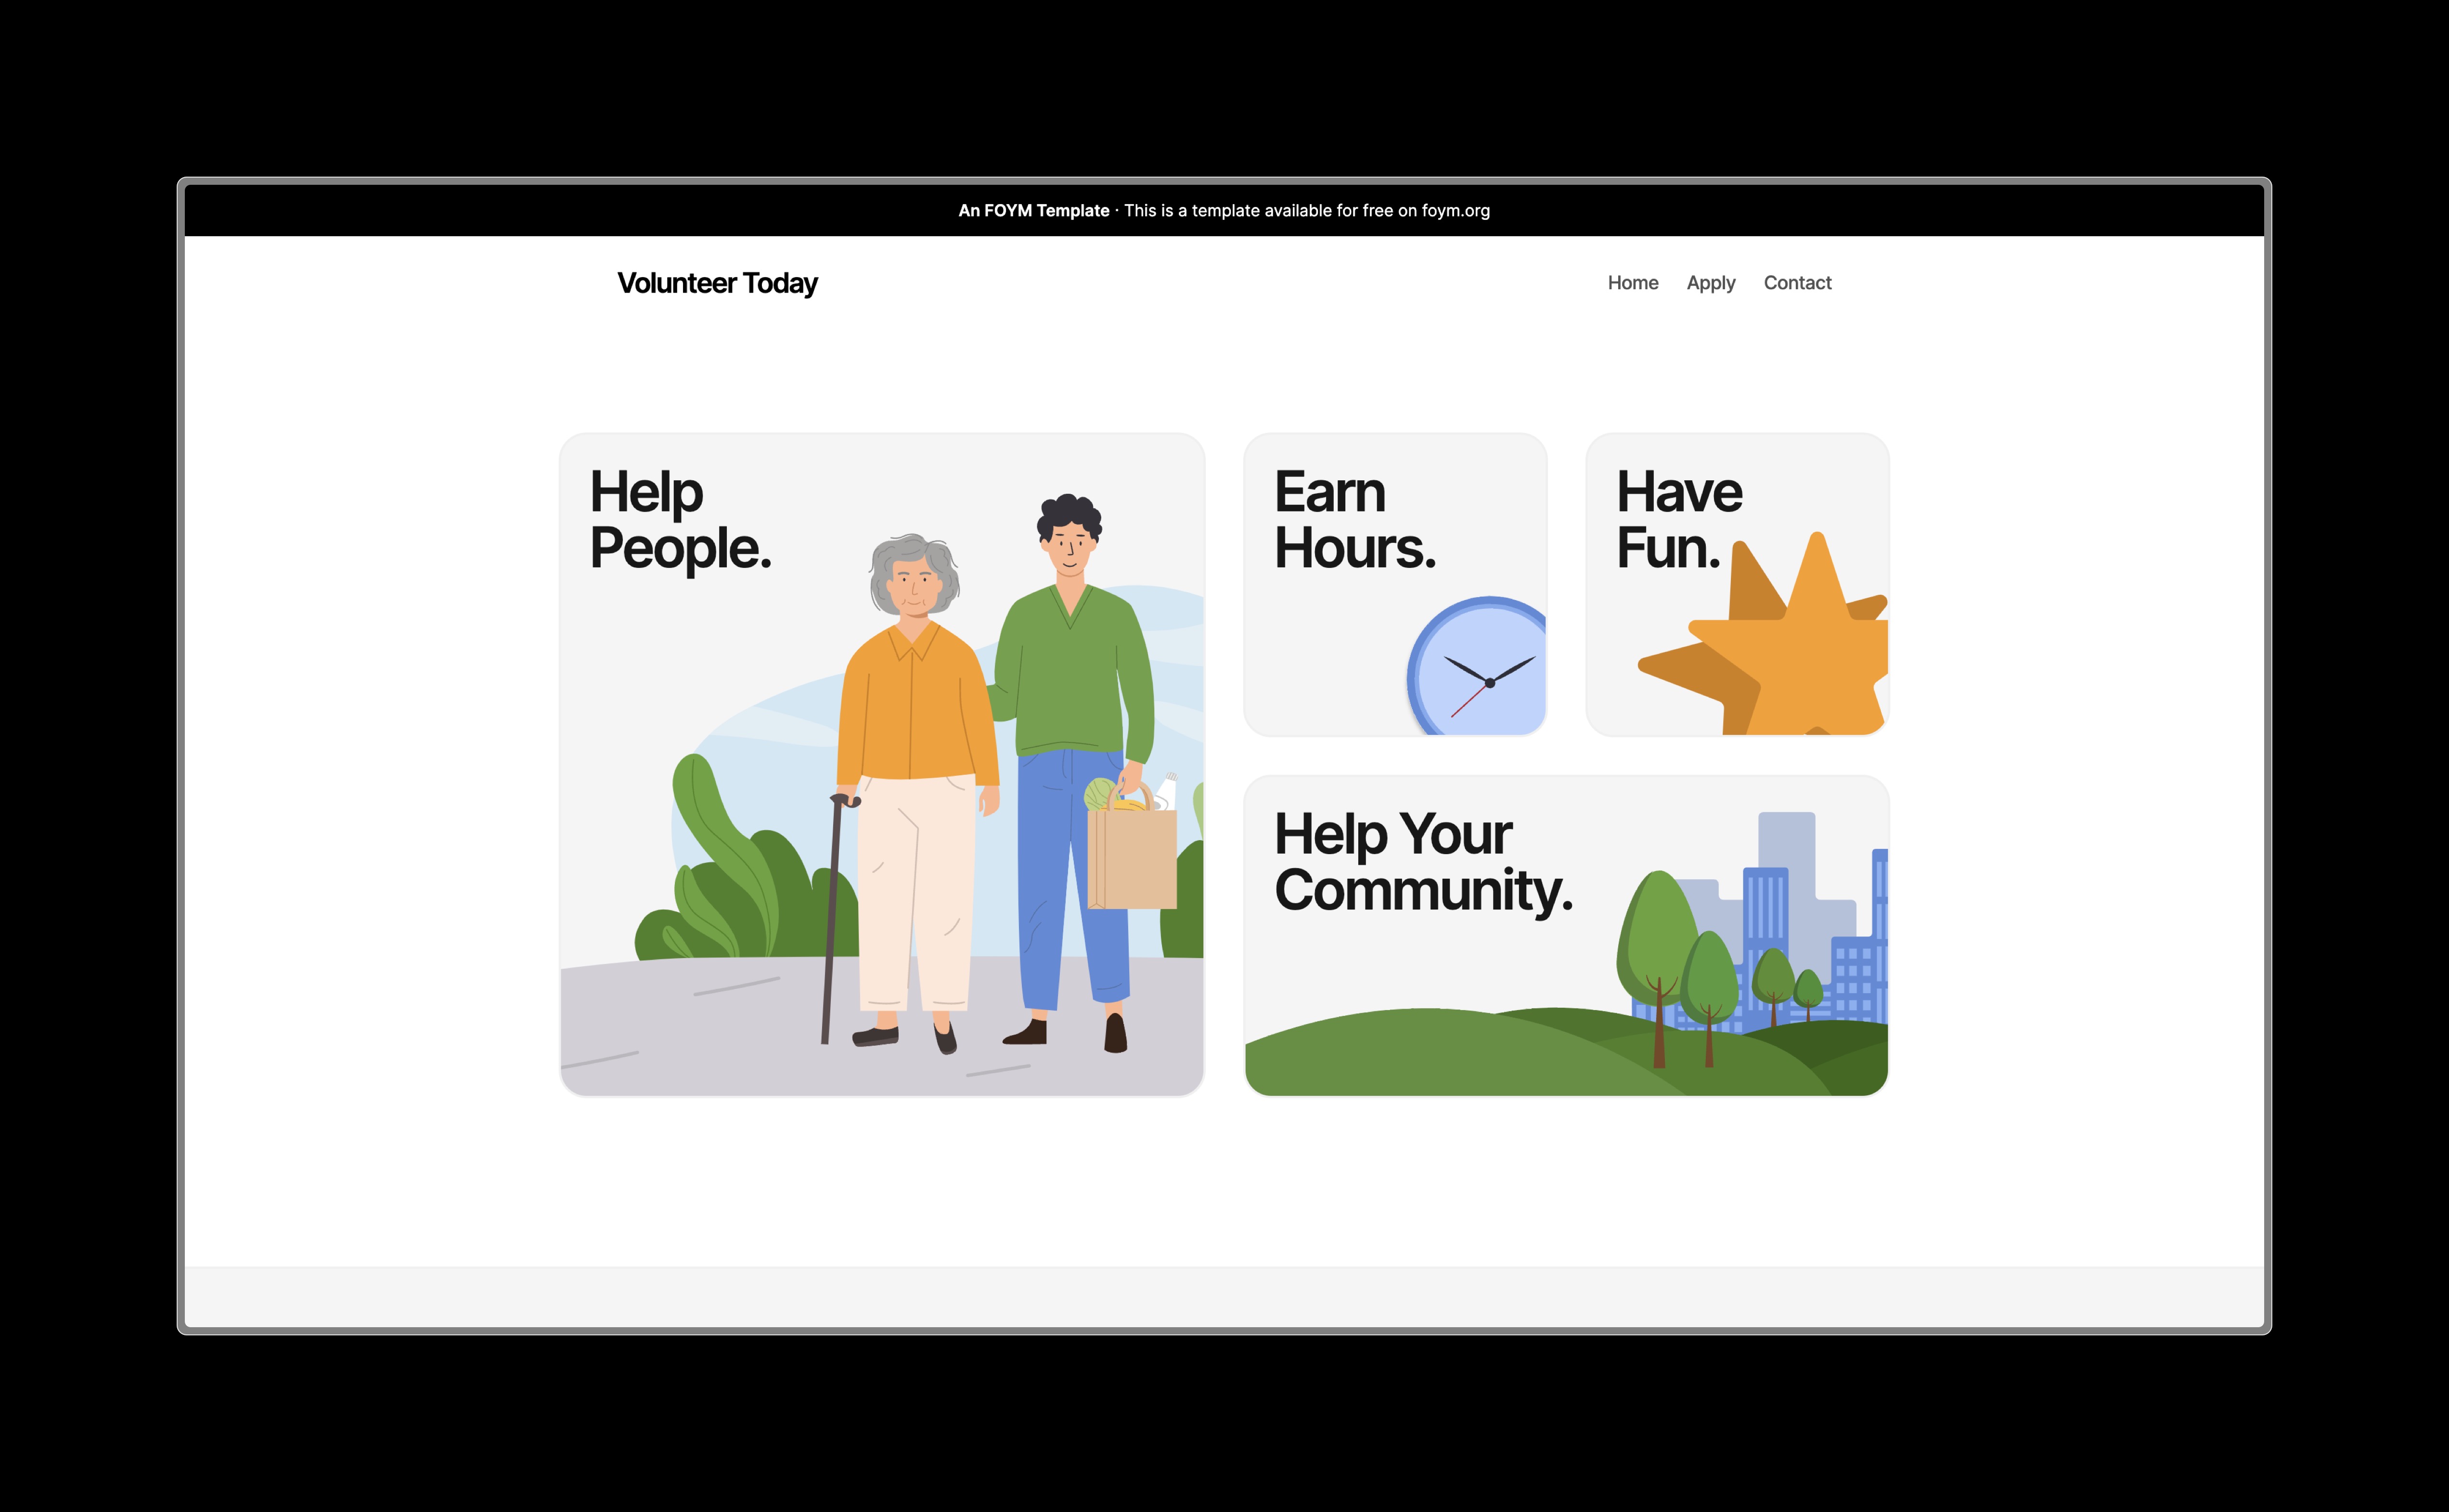 An FOYM Template · This is a template available for free on foym.org
Volunteer Today
Home Apply Contact
Help
People.
Earn
Hours.
Have
Fun.
Help Your
Community.